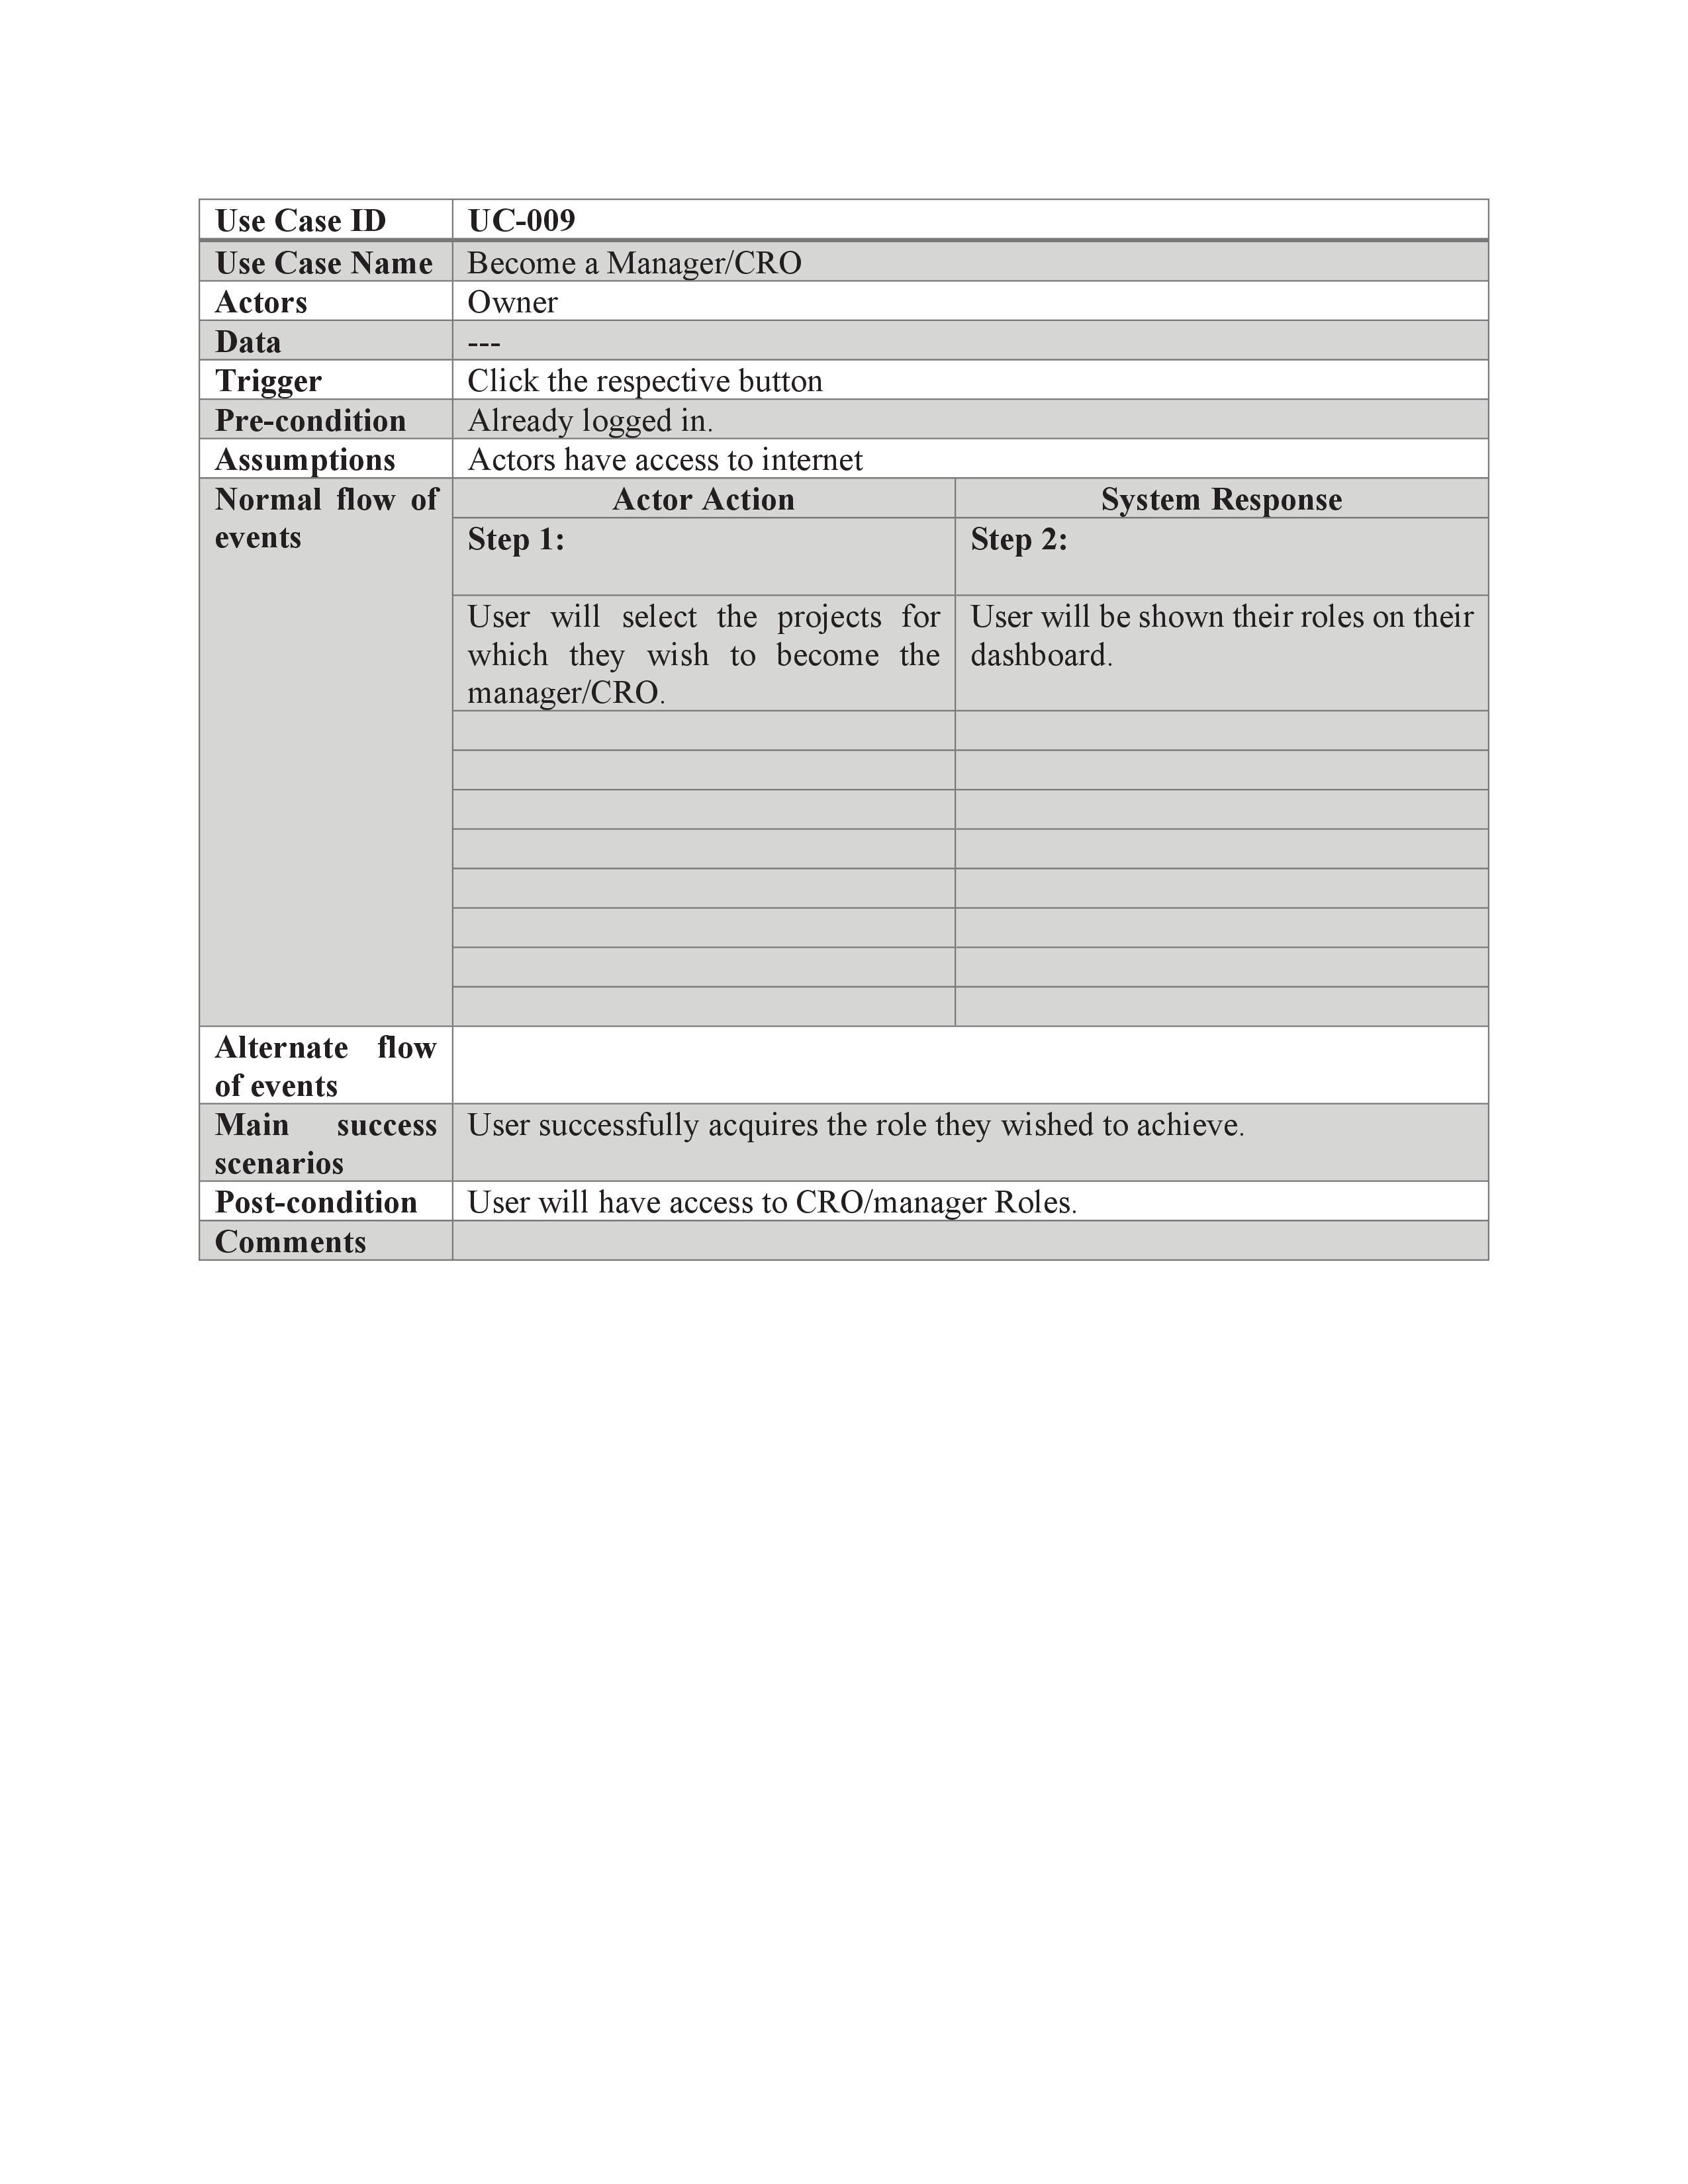 Use Case ID UC-009
Use Case Name Become a Manager/CRO
Actors Owner
Data ---
Trigger Click the respective button
Pre-condition Already logged in.
Assumptions Actors have access to internet
Normal flow of events Actor Action System Response
Step 1: Step 2:
User will select the projects for
which they wish to become the
manager/CRO.
User will be shown their roles on their
dashboard.
Alternate flow
of events
Main success
scenarios
User successfully acquires the role they wished to achieve.
Post-condition User will have access to CRO/manager Roles.
Comments